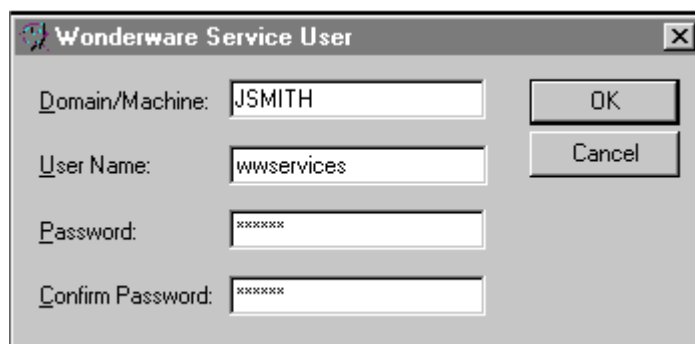 Wonderware Service User
Domain/Machine: JSMITH
OK
User Name: wwservices
Cancel
Password: ******
Confirm Password: ******